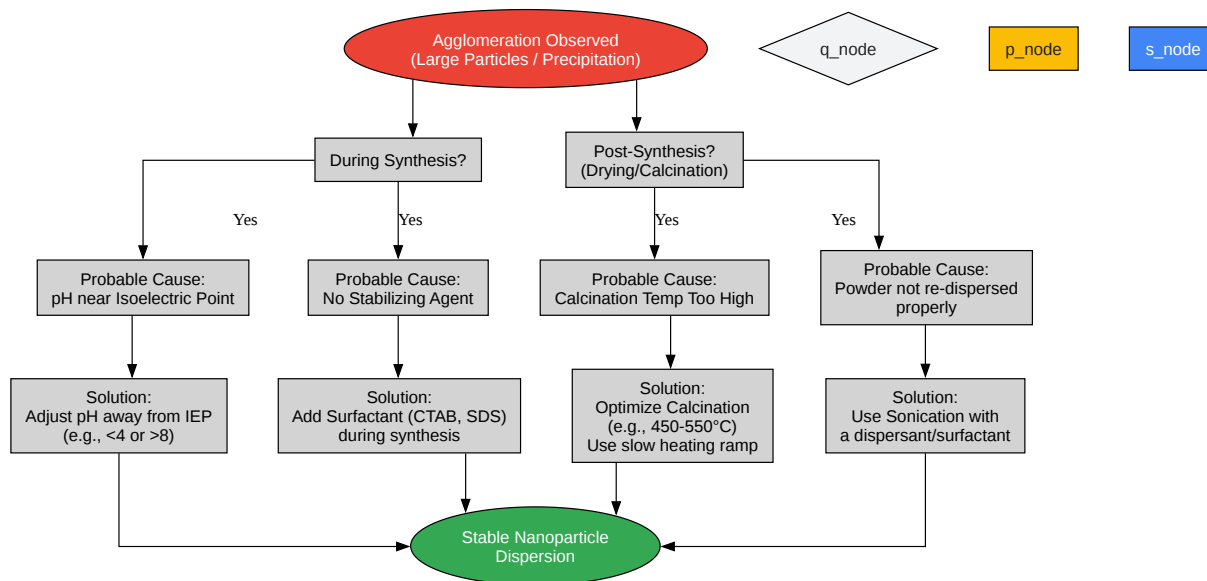 Agglomeration Observed
(Large Particles / Precipitation)
q_node
p_node
s_node
During Synthesis?
Post-Synthesis?
(Drying/Calcination)
Yes
Yes
Yes
Yes
Probable Cause:
pH near Isoelectric Point
Probable Cause:
No Stabilizing Agent
Probable Cause:
Calcination Temp Too High
Probable Cause:
Powder not re-dispersed
properly
Solution:
Adjust pH away from IEP
(e.g., <4 or >8)
Solution:
Add Surfactant (CTAB, SDS)
during synthesis
Solution:
Optimize Calcination
(e.g., 450-550°C)
Use slow heating ramp
Solution:
Use Sonication with
a dispersant/surfactant
Stable Nanoparticle
Dispersion